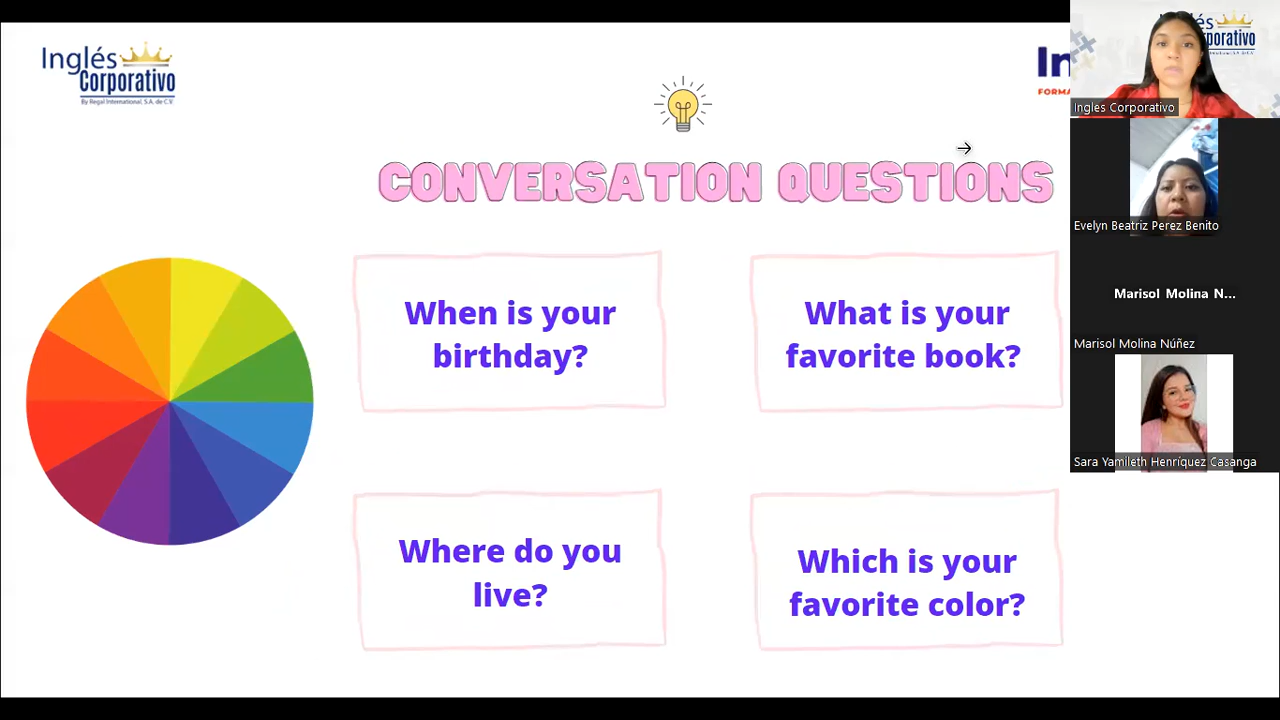 Inglés
Corporativo
By Regal International, S.A. de C.V.
In
FORMA
CONVERSATION QUESTIONS
When is your
birthday?
What is your
favorite book?
Where do you
live?
Which is your
favorite color?
Ingles Corporativo
Evelyn Beatriz Perez Benito
Marisol Molina N...
Marisol Molina Núñez
Sara Yamileth Henríquez Casanga